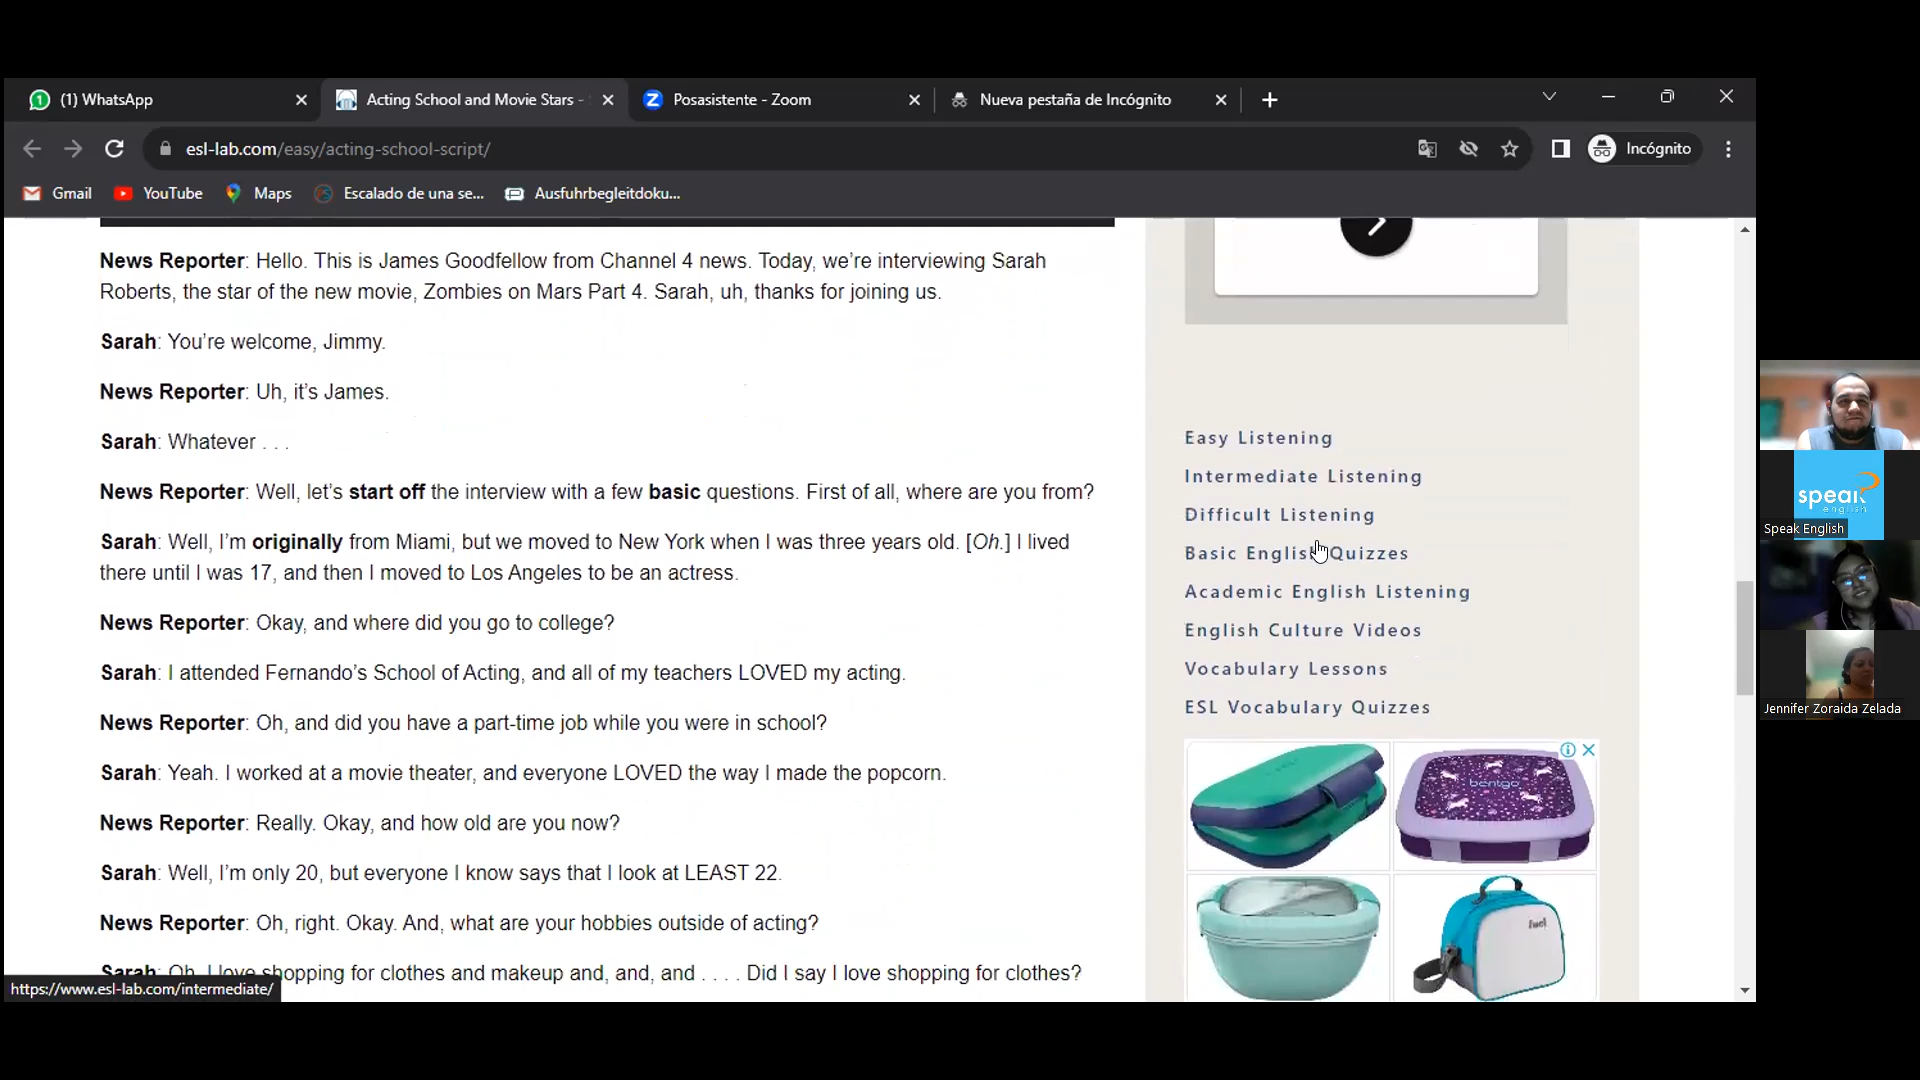 (1) WhatsApp
Acting School and Movie Stars -
Posasistente - Zoom
Nueva pestaña de Incógnito
esl-lab.com/easy/acting-school-script/
Incógnito
Gmail
YouTube
Maps
Escalado de una se...
Ausfuhrbegleitdoku...
News Reporter: Hello. This is James Goodfellow from Channel 4 news. Today, we’re interviewing Sarah
Roberts, the star of the new movie, Zombies on Mars Part 4. Sarah, uh, thanks for joining us.
Sarah: You’re welcome, Jimmy.
News Reporter: Uh, it’s James.
Sarah: Whatever . . .
News Reporter: Well, let’s start off the interview with a few basic questions. First of all, where are you from?
Sarah: Well, I’m originally from Miami, but we moved to New York when I was three years old. [Oh.] I lived
there until I was 17, and then I moved to Los Angeles to be an actress.
News Reporter: Okay, and where did you go to college?
Sarah: I attended Fernando’s School of Acting, and all of my teachers LOVED my acting.
News Reporter: Oh, and did you have a part-time job while you were in school?
Sarah: Yeah. I worked at a movie theater, and everyone LOVED the way I made the popcorn.
News Reporter: Really. Okay, and how old are you now?
Sarah: Well, I’m only 20, but everyone I know says that I look at LEAST 22.
News Reporter: Oh, right. Okay. And, what are your hobbies outside of acting?
Sarah: Oh, I love shopping for clothes and makeup and, and, and . . . . Did I say I love shopping for clothes?
https://www.esl-lab.com/intermediate/
Easy Listening
Intermediate Listening
Difficult Listening
Basic English Quizzes
Academic English Listening
English Culture Videos
Vocabulary Lessons
ESL Vocabulary Quizzes
bentgo
fuel
speak
english
Speak English
Jennifer Zoraida Zelada